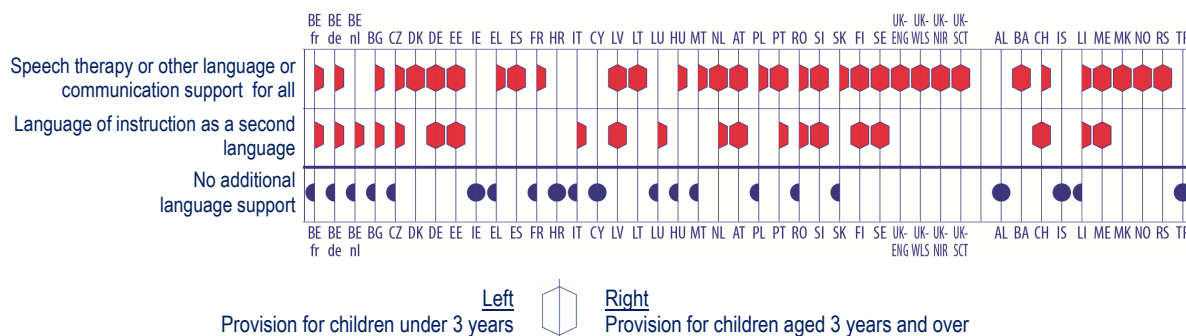 BE BE BE UK- UK- UK- UK-
fr de nl BG CZ DK DE EE IE EL ES FR HR IT CY LV LT LU HU MT NL AT PL PT RO SI SK FI SE ENG WLS NIR SCT AL BA CH IS LI ME MK NO RS TR
Speech therapy or other language or
communication support for all
Language of instruction as a second
language
No additional
language support
BE BE BE BG CZ DK DE EE IE EL ES FR HR IT CY LV LT LU HU MT NL AT PL PT RO SI SK FI SE UK- UK- UK- UK- AL BA CH IS LI ME MK NO RS TR
fr de nl ENG WLS NIR SCT
Left Right
Provision for children under 3 years Provision for children aged 3 years and over